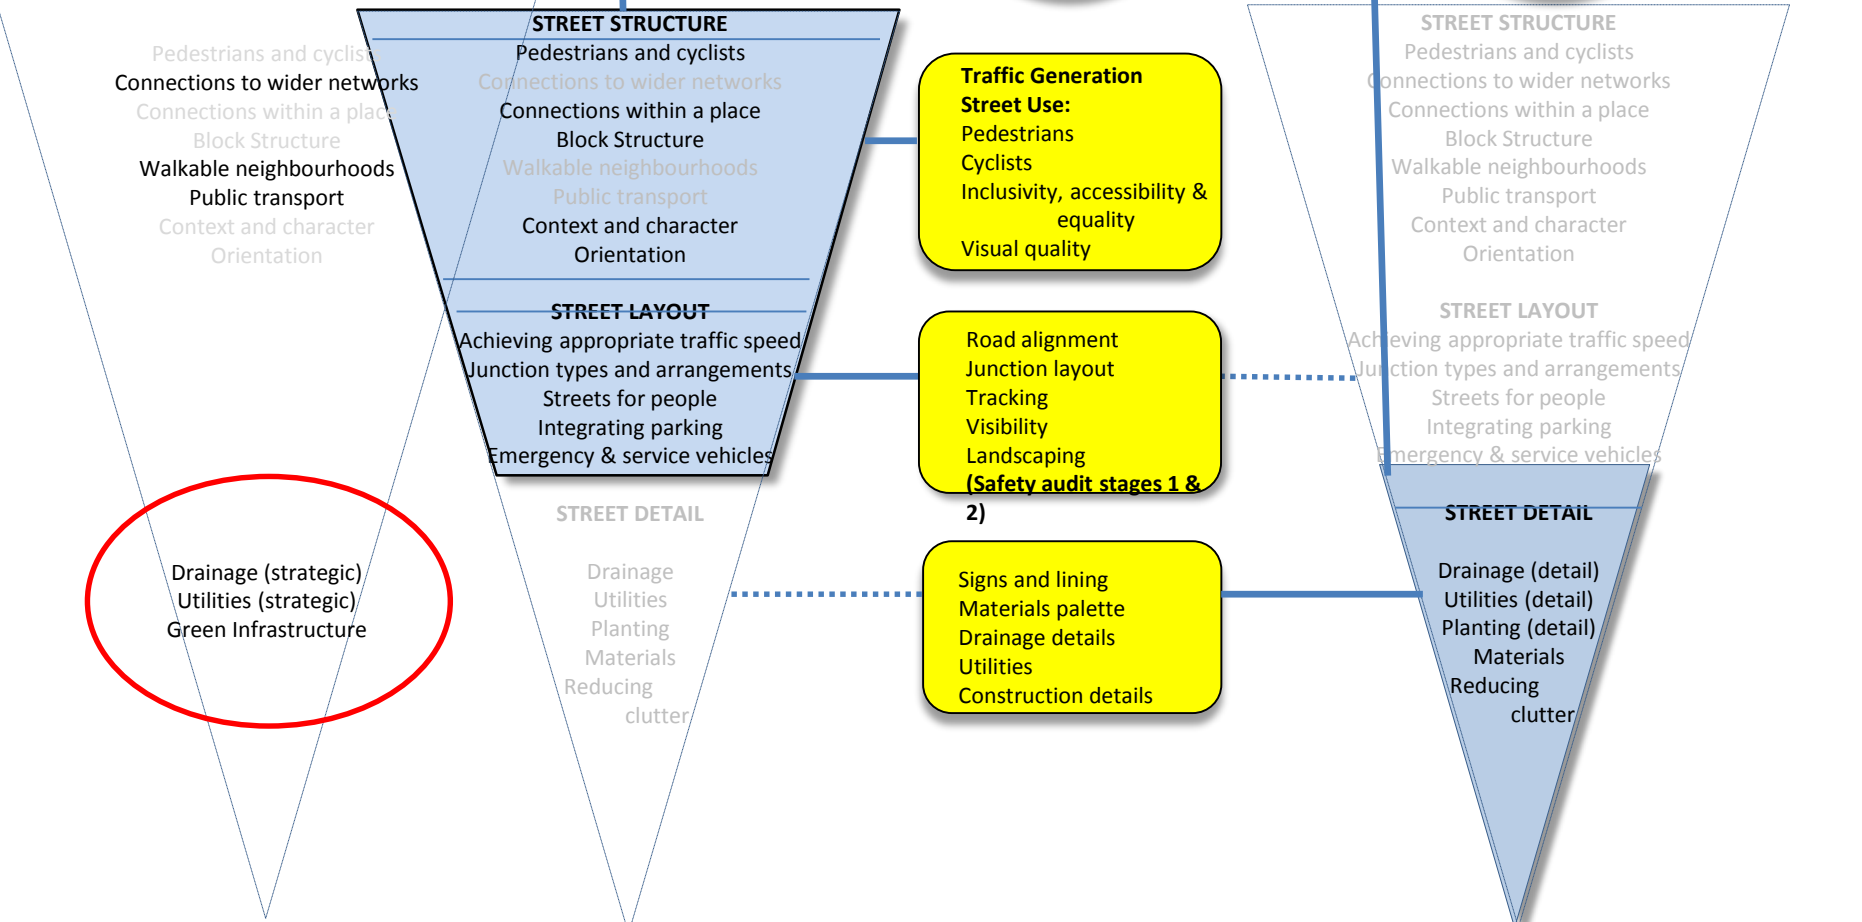 Pedestrians and cyclists
Connections to wider networks
Connections within a place
Block Structure
Walkable neighbourhoods
Public transport
Context and character
Orientation
Drainage (strategic)
Utilities (strategic)
Green Infrastructure
STREET STRUCTURE
Pedestrians and cyclists
Connections to wider networks
Connections within a place
Block Structure
Walkable neighbourhoods
Public transport
Context and character
Orientation
STREET LAYOUT
Achieving appropriate traffic speed
Junction types and arrangements
Streets for people
Integrating parking
Emergency & service vehicles
STREET DETAIL
Drainage
Utilities
Planting
Materials
Reducing
clutter
Traffic Generation
Street Use:
Pedestrians
Cyclists
Inclusivity, accessibility &
equality
Visual quality
Road alignment
Junction layout
Tracking
Visibility
Landscaping
(Safety audit stages 1 &
2)
Signs and lining
Materials palette
Drainage details
Utilities
Construction details
STREET STRUCTURE
Pedestrians and cyclists
Connections to wider networks
Connections within a place
Block Structure
Walkable neighbourhoods
Public transport
Context and character
Orientation
STREET LAYOUT
Achieving appropriate traffic speed
Junction types and arrangements
Streets for people
Integrating parking
Emergency & service vehicles
STREET DETAIL
Drainage (detail)
Utilities (detail)
Planting (detail)
Materials
Reducing
clutter